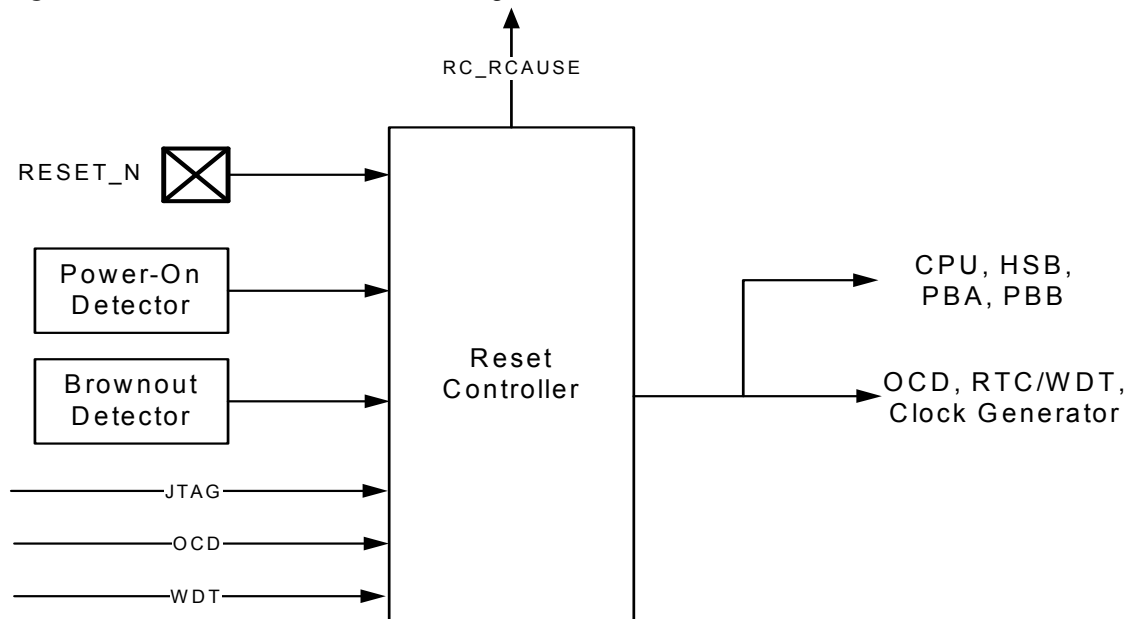 RC_RCAUSE
RESET_N
Power-On
Detector
Brownout
Detector
Reset
Controller
CPU, HSB,
PBA, PBB
OCD, RTC/WDT,
Clock Generator
JTAG
OCD
WDT